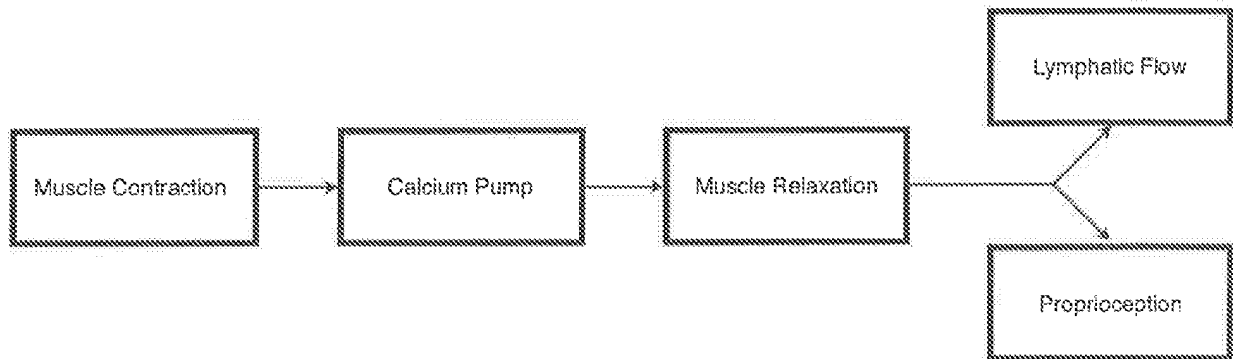 Lymphatic Flow
Muscle Contraction
Calcium Pump
Muscle Relaxation
Proprioception